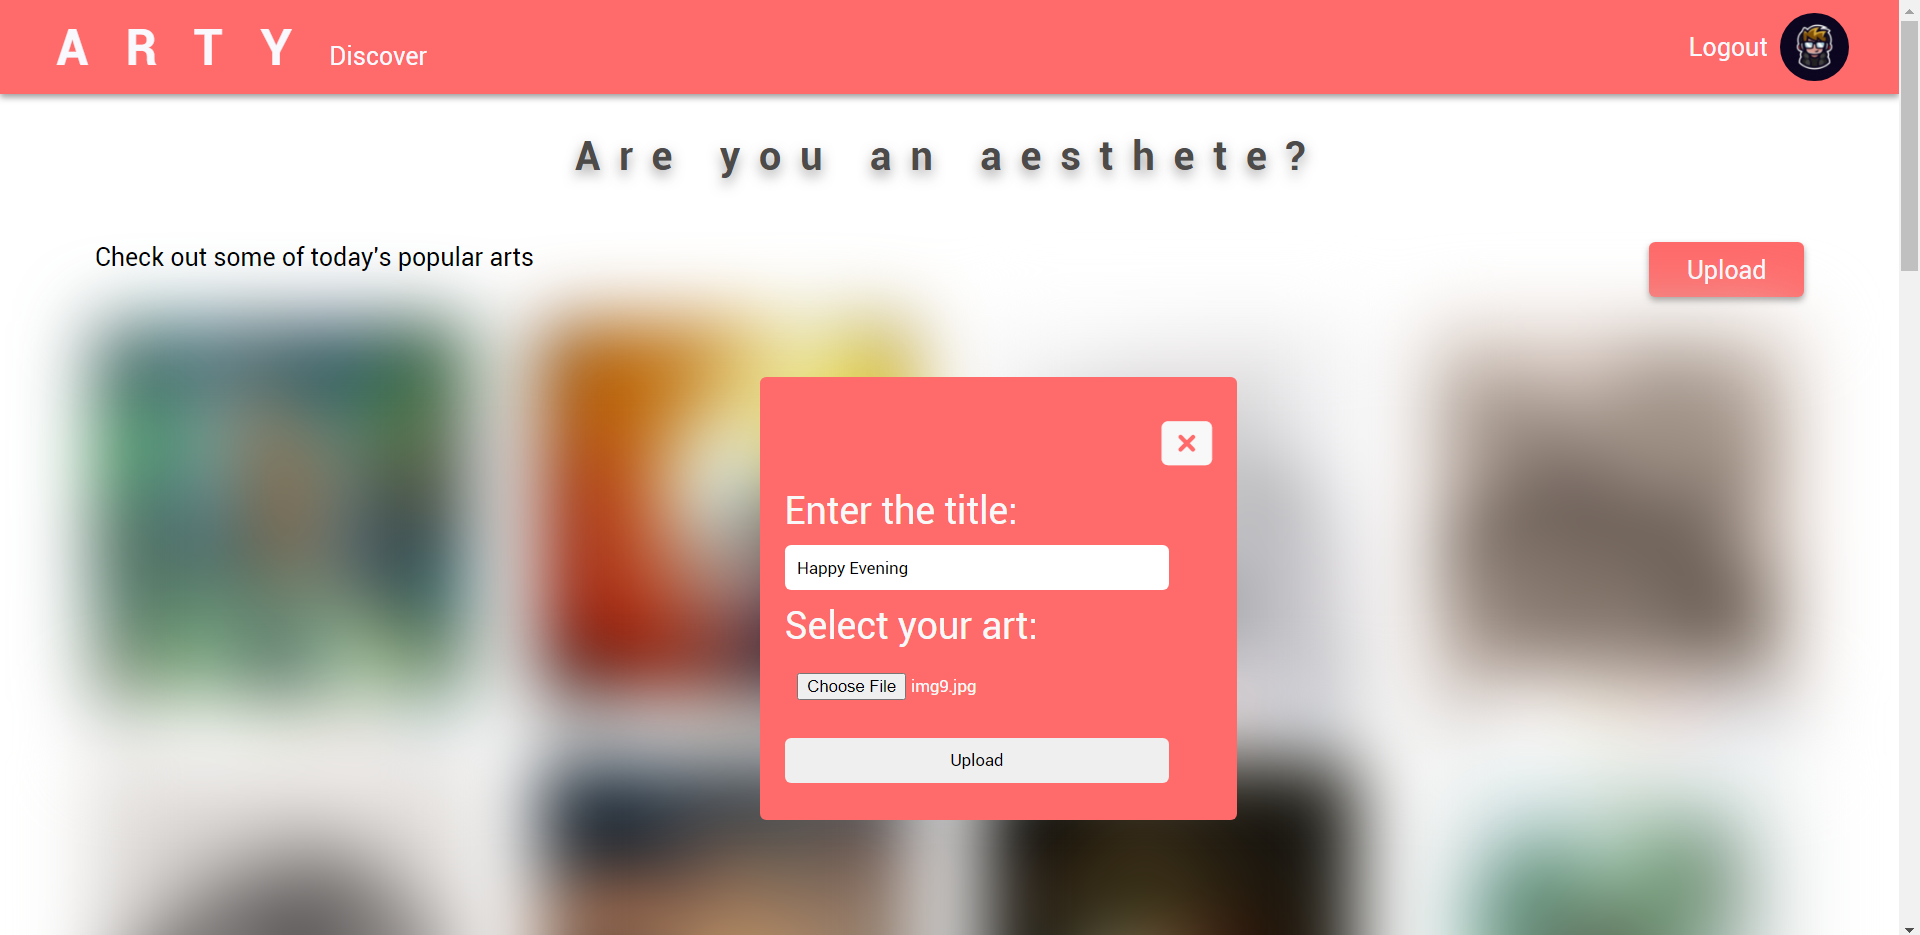 A R T Y
Discover
Logout
Are you an aesthete?
Check out some of today's popular arts
Upload
Enter the title:
Happy Evening
Select your art:
Choose File img9.jpg
Upload